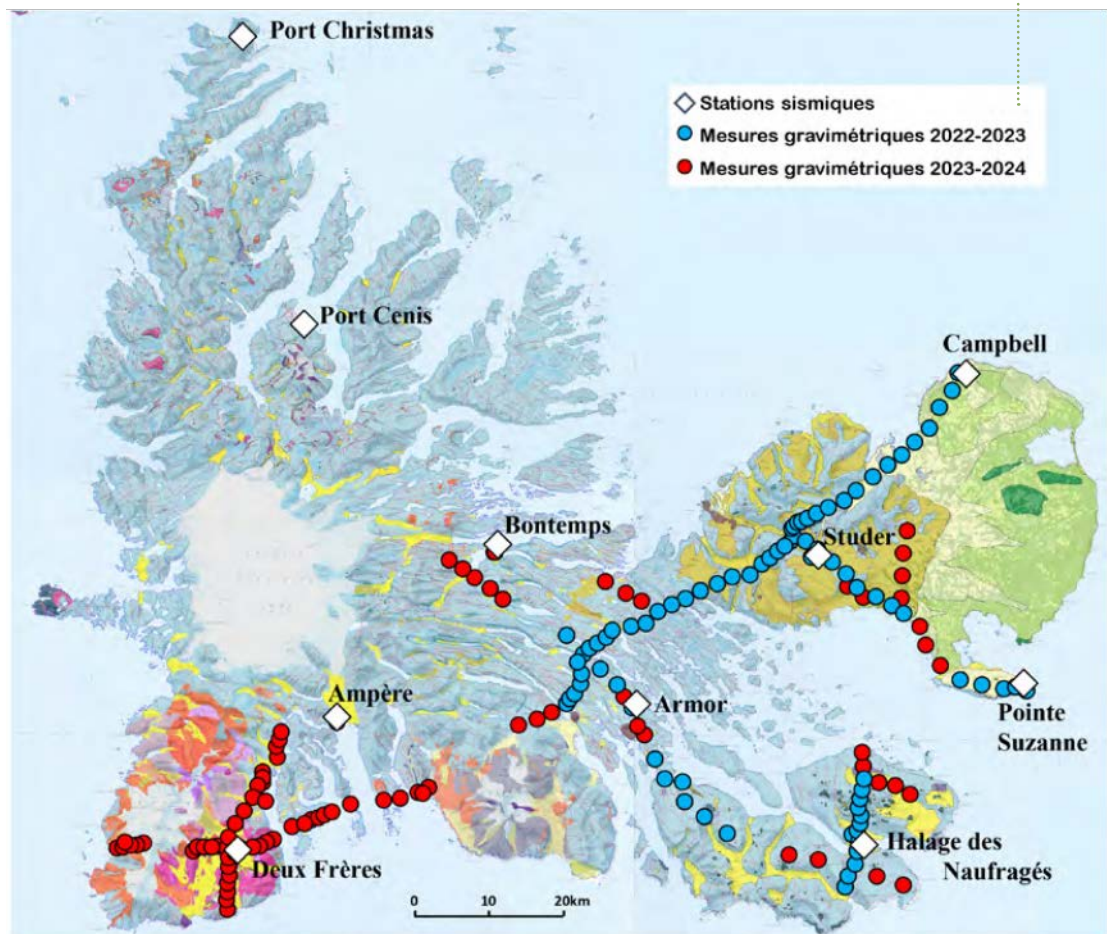 Port Christmas
Stations sismiques
Mesures gravimétriques 2022-2023
Mesures gravimétriques 2023-2024
Port Cenis
Campbell
Bontemps
Studer
Ampère
Armor
Pointe
Suzanne
Halage des
Naufragés
Deux Frères
0 10 20km